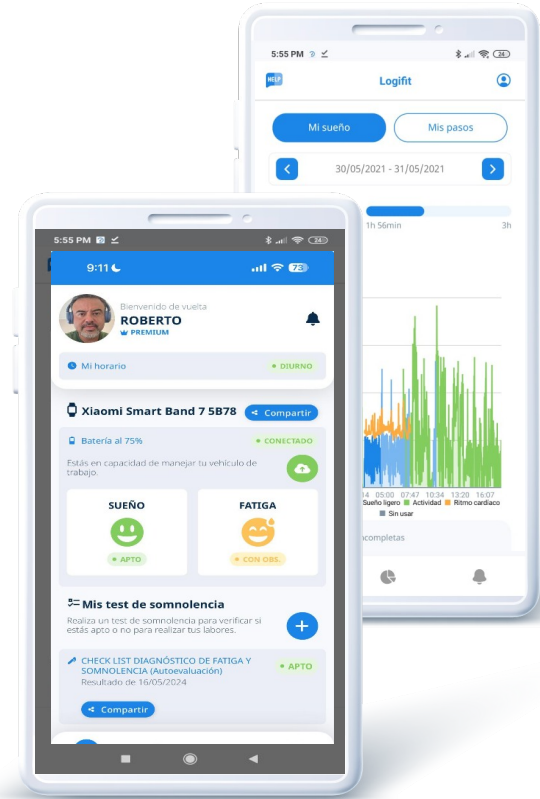 5:55 PM
24
HELP
Logifit
Mi sueño
Mis pasos
30/05/2021 - 31/05/2021
1h 56min
3h
14 05:00 07:47 10:34 13:20 16:07
Sueño ligero Actividad Ritmo cardíaco
Sin usar
ncompletas
5:55 PM
24
9:11
73
Bienvenido de vuelta
ROBERTO
PREMIUM
Mi horario
DIURNO
Xiaomi Smart Band 7 5B78
Compartir
Batería al 75%
CONECTADO
Estás en capacidad de manejar tu vehículo de
trabajo.
SUEÑO
FATIGA
APTO
CON OBS.
Mis test de somnolencia
Realiza un test de somnolencia para verificar si
estás apto o no para realizar tus labores.
CHECK LIST DIAGNÓSTICO DE FATIGA Y
SOMNOLENCIA (Autoevaluación)
APTO
Resultado de 16/05/2024
Compartir